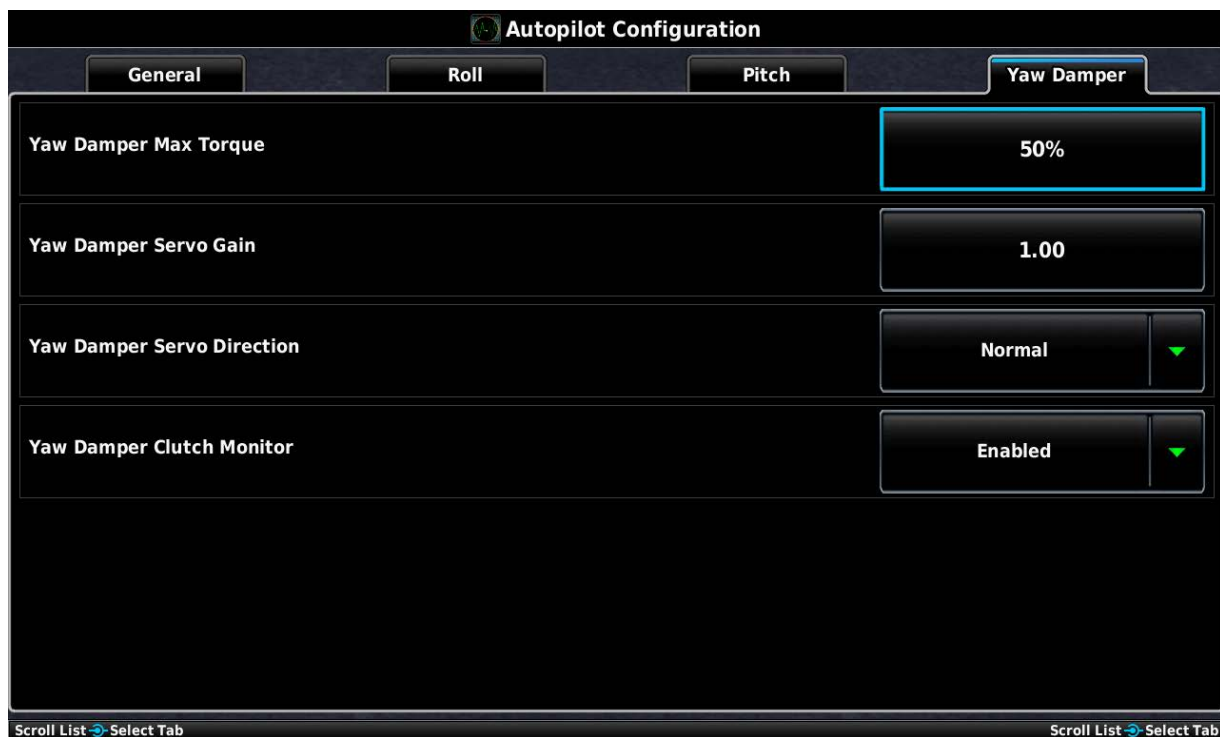 Autopilot Configuration
General Roll Pitch Yaw Damper
Yaw Damper Max Torque 50%
Yaw Damper Servo Gain 1.00
Yaw Damper Servo Direction Normal
Yaw Damper Clutch Monitor Enabled
Scroll List Select Tab Scroll List Select Tab